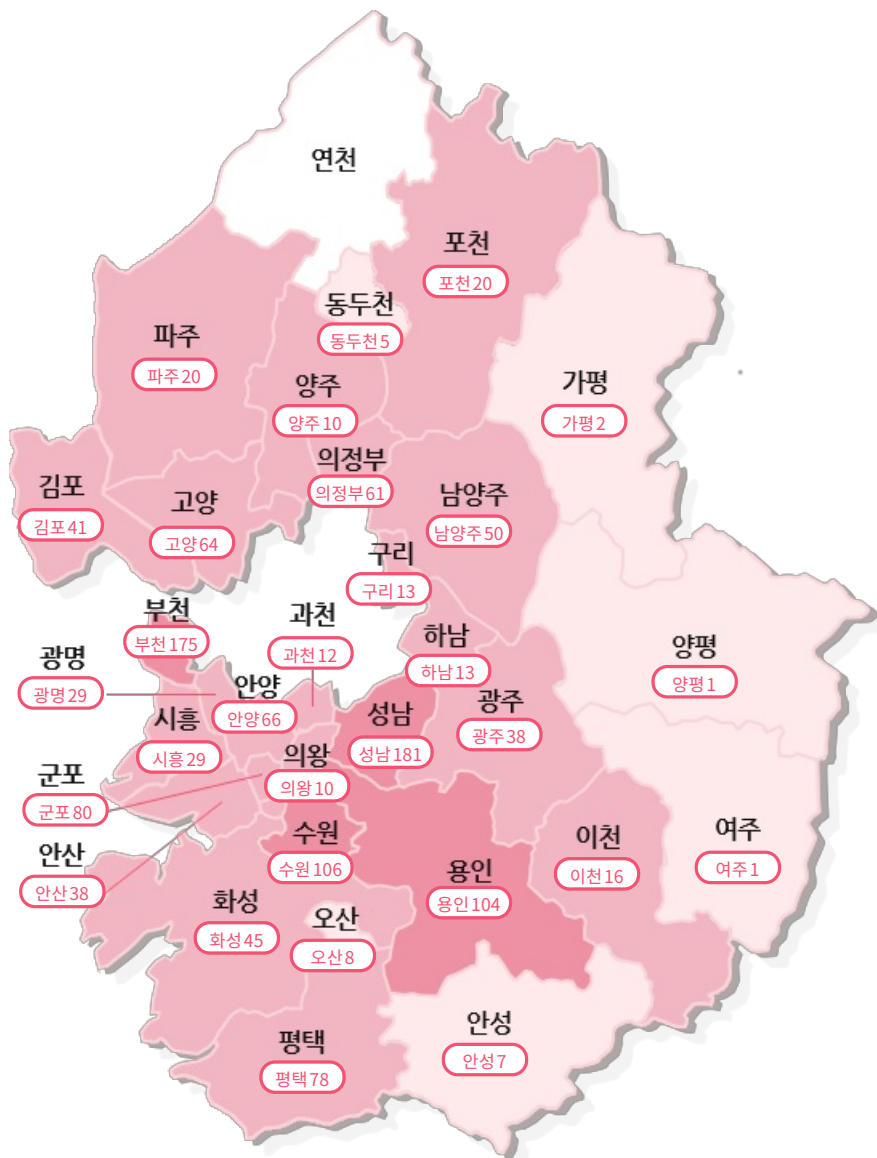 연천
포천
포천20
동두천
동두천5
파주
파주20
양주
양주10
가평
가평2
의정부
의정부61
김포
김포41
고양
고양64
남양주
남양주50
구리
구리13
부천
부천175
과천
과천12
하남
하남13
양평
양평1
광명
광명29
안양
안양66
시흥
시흥29
성남
성남181
광주
광주38
의왕
의왕10
군포
군포80
수원
수원106
이천
이천16
여주
여주1
안산
안산38
용인
용인104
화성
화성45
오산
오산8
안성
안성7
평택
평택78